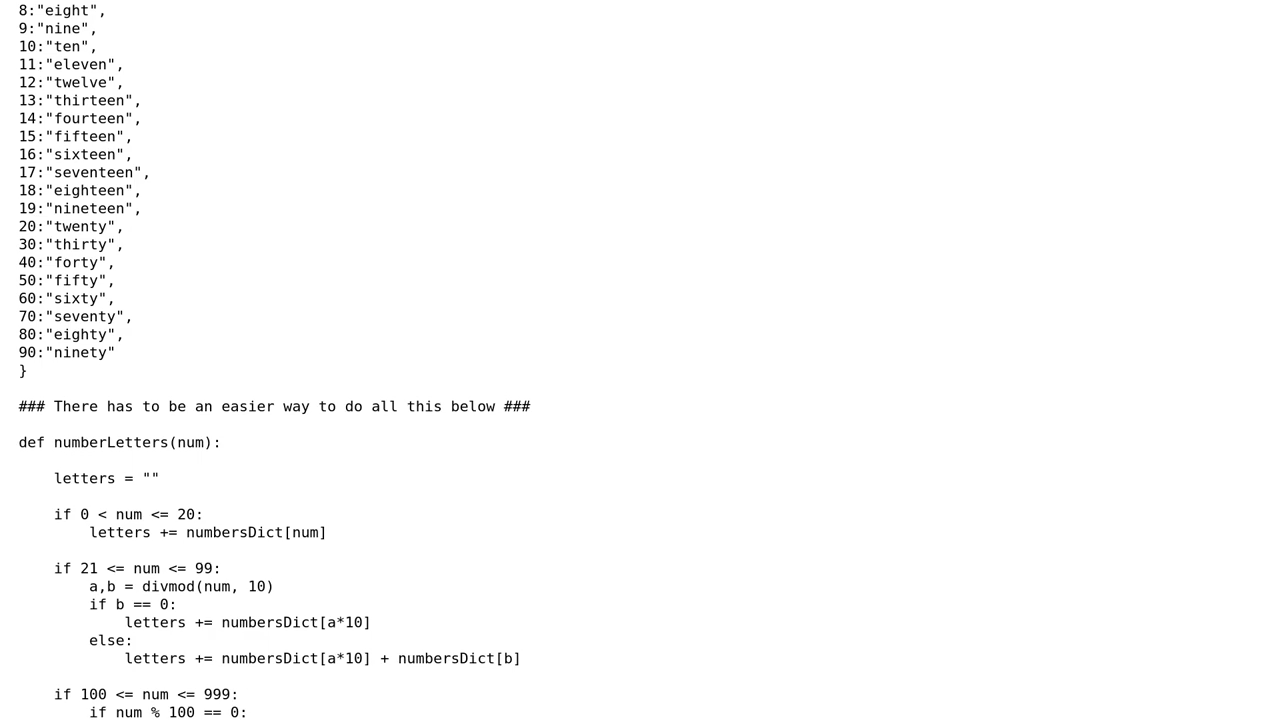 8:"eight",
9:"nine",
10:"ten",
11:"eleven",
12:"twelve",
13:"thirteen",
14:"fourteen",
15:"fifteen",
16:"sixteen",
17:"seventeen",
18:"eighteen",
19:"nineteen",
20:"twenty",
30:"thirty",
40:"forty",
50:"fifty",
60:"sixty",
70:"seventy",
80:"eighty",
90:"ninety"
}

### There has to be an easier way to do all this below ###

def numberLetters(num):

    letters = ""

    if 0 < num <= 20:
        letters += numbersDict[num]

    if 21 <= num <= 99:
        a,b = divmod(num, 10)
        if b == 0:
            letters += numbersDict[a*10]
        else:
            letters += numbersDict[a*10] + numbersDict[b]

    if 100 <= num <= 999:
        if num % 100 == 0: